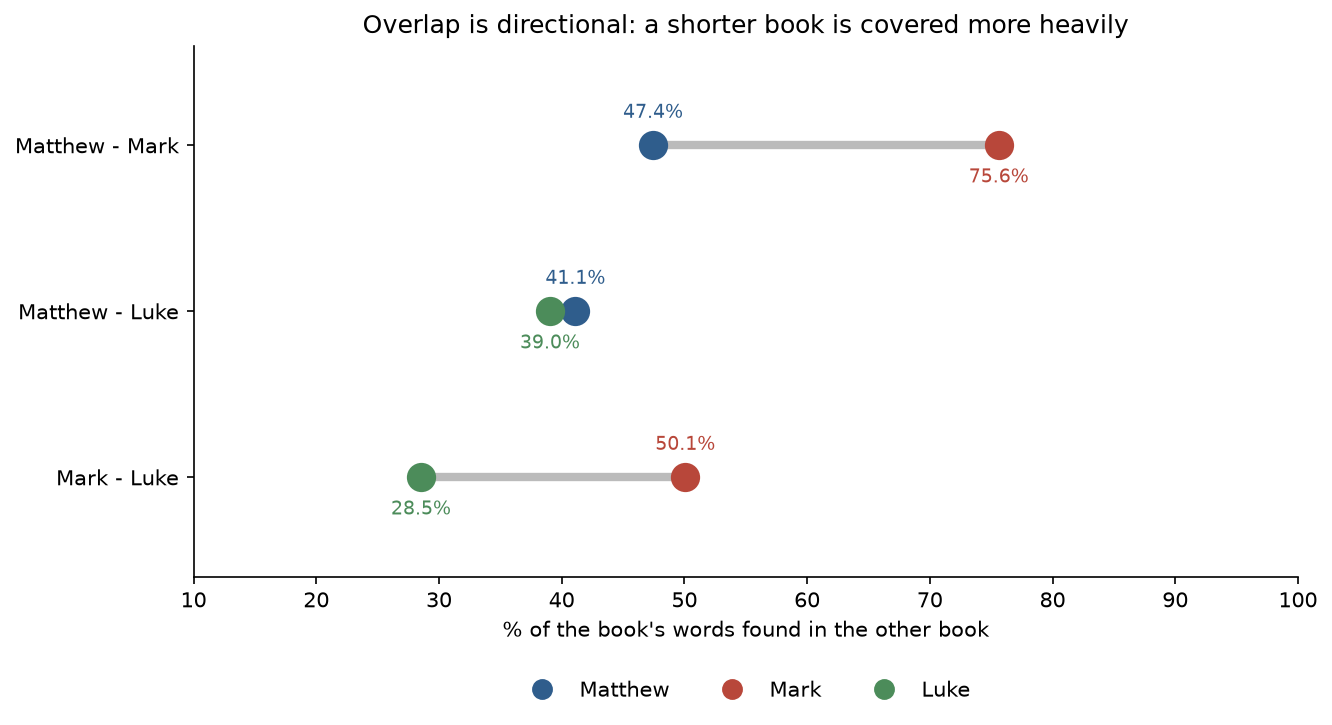 Overlap is directional: a shorter book is covered more heavily
47.4%
Matthew - Mark
75.6%
41.1%
Matthew - Luke
39.0%
50.1%
Mark - Luke
28.5%
10 20 30 40 50 60 70 80 90 100
% of the book's words found in the other book
Matthew Mark Luke